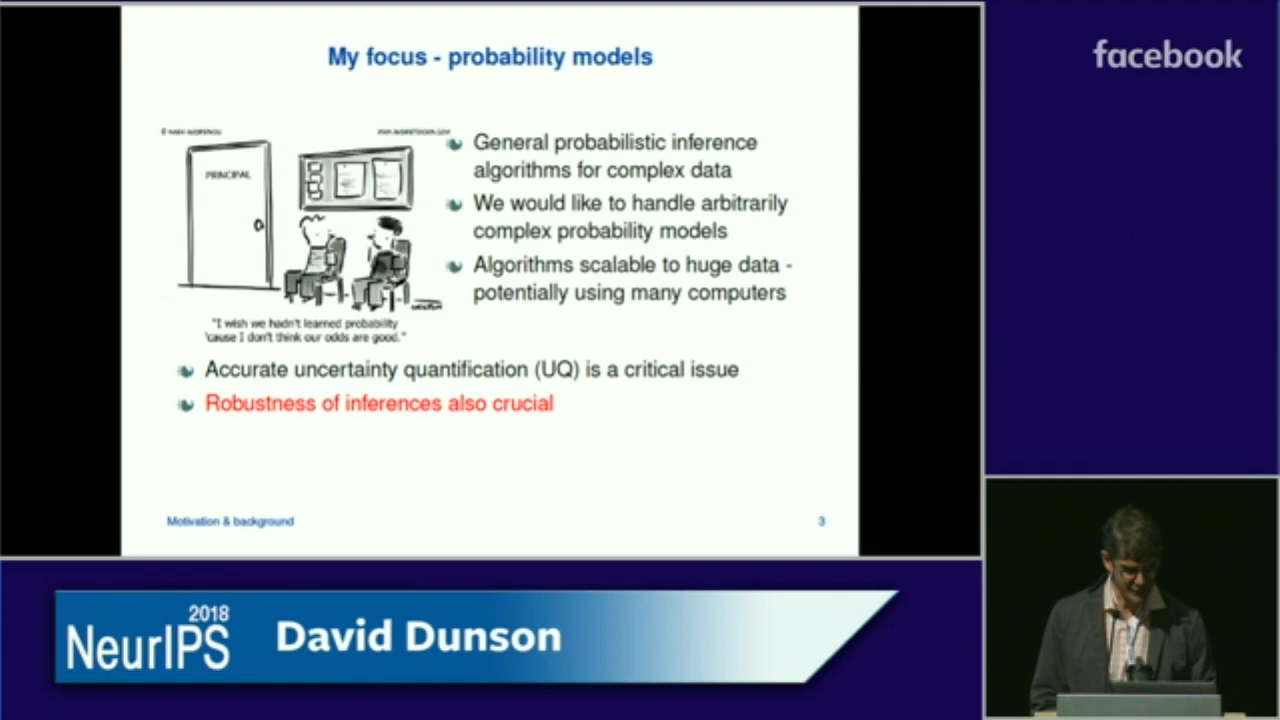 My focus - probability models
facebook
PRINCIPAL
General probabilistic inference
algorithms for complex data
We would like to handle arbitrarily
complex probability models
Algorithms scalable to huge data -
potentially using many computers
"I wish we hadn't learned probability
'cause I don't think our odds are good."
Accurate uncertainty quantification (UQ) is a critical issue
Robustness of inferences also crucial
Motivation & background
3
2018
NeurIPS
David Dunson